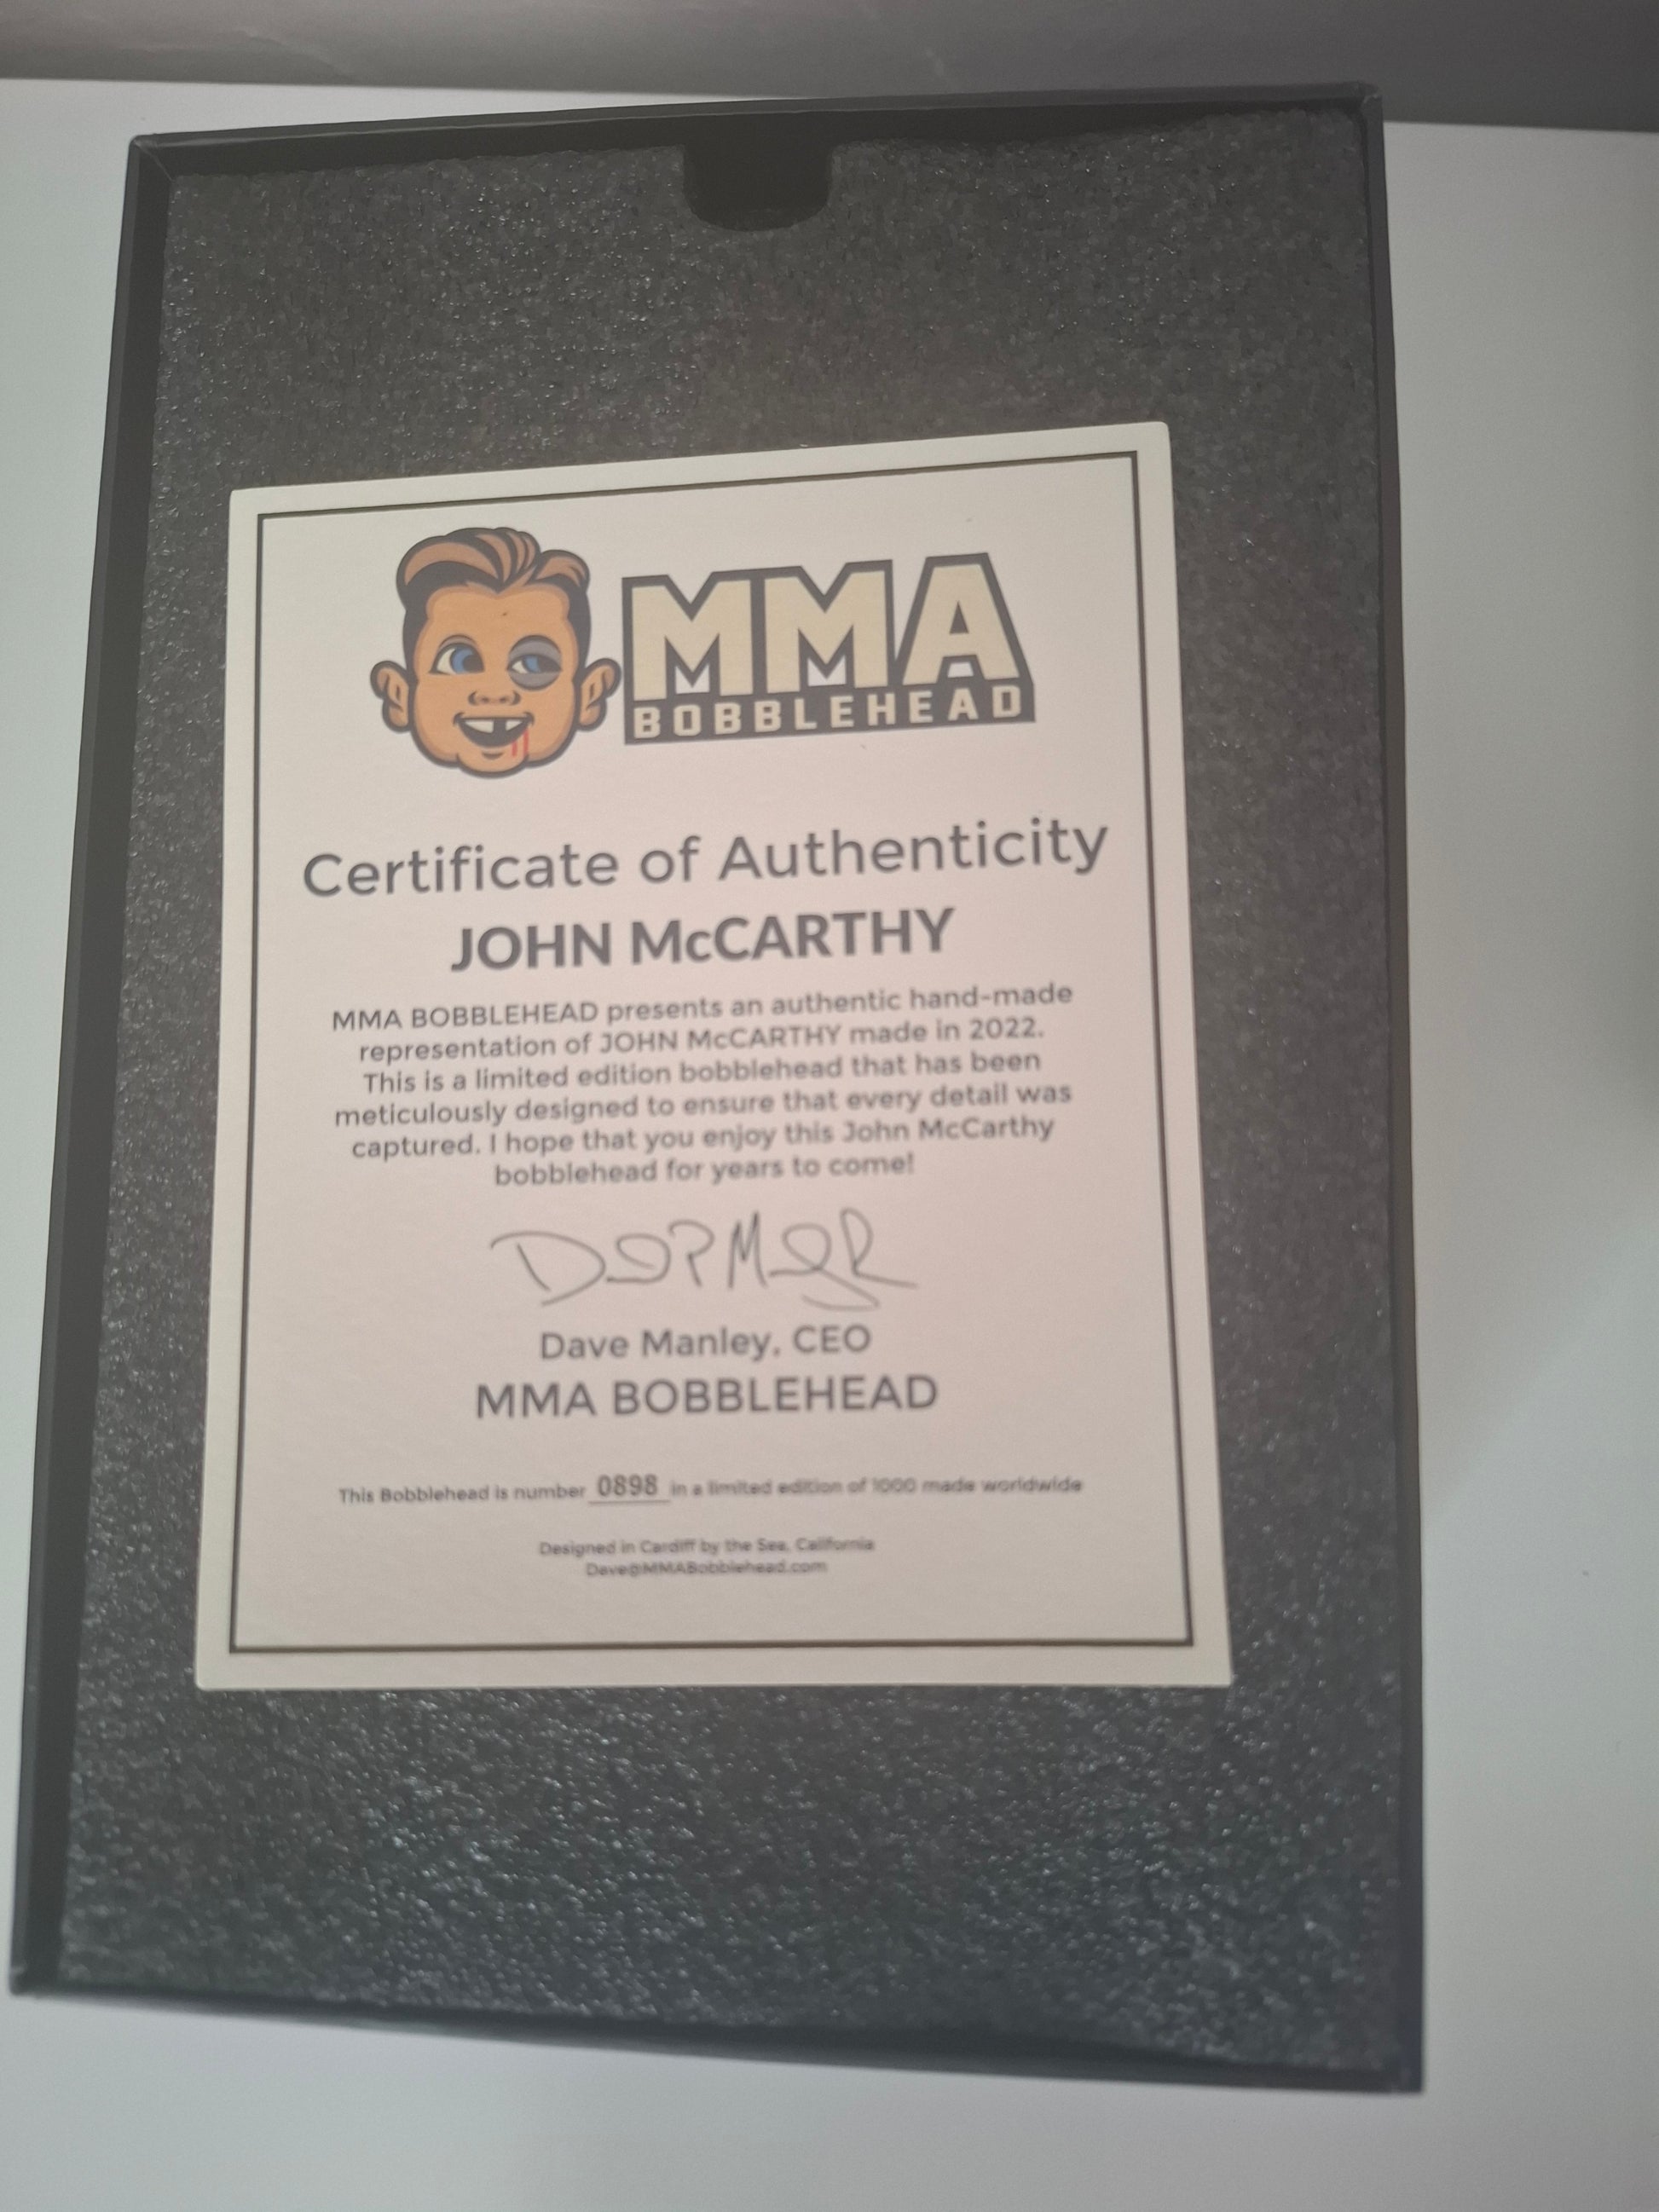 MMA
BOBBLEHEAD
Certificate of Authenticity
JOHN McCARTHY
MMA BOBBLEHEAD presents an authentic hand-made
representation of JOHN McCARTHY made in 2022.
This is a limited edition bobblehead that has been
meticulously designed to ensure that every detail was
captured. I hope that you enjoy this John McCarthy
bobblehead for years to come!
Dave Manley, CEO
MMA BOBBLEHEAD
This Bobblehead is number 0898 in a limited edition of 1000 made worldwide
Designed in Cardiff by the Sea, California
Dave@MMABobblehead.com